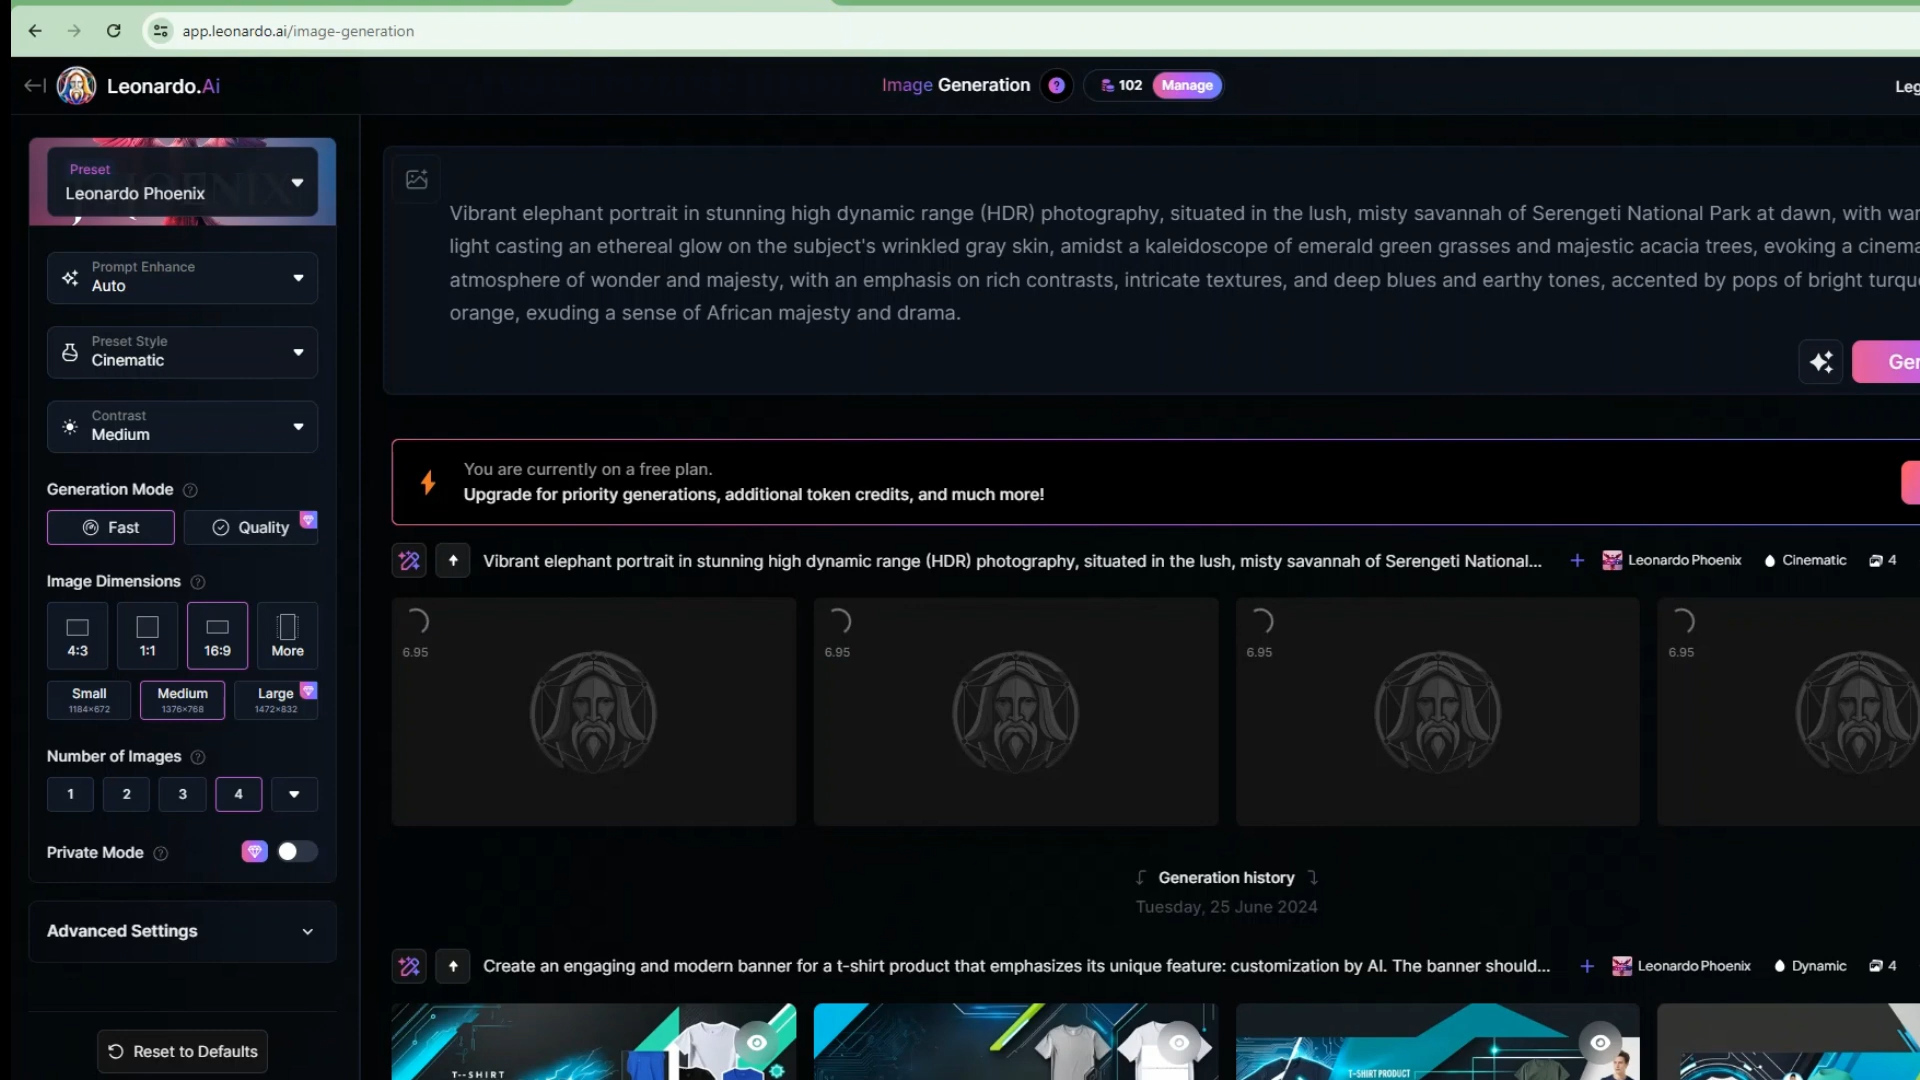 app.leonardo.ai/image-generation
Leonardo.Ai
Image Generation
?
102
Manage
Leg
Preset
Leonardo Phoenix
Vibrant elephant portrait in stunning high dynamic range (HDR) photography, situated in the lush, misty savannah of Serengeti National Park at dawn, with war
light casting an ethereal glow on the subject's wrinkled gray skin, amidst a kaleidoscope of emerald green grasses and majestic acacia trees, evoking a cinema
atmosphere of wonder and majesty, with an emphasis on rich contrasts, intricate textures, and deep blues and earthy tones, accented by pops of bright turqu
orange, exuding a sense of African majesty and drama.
Gen
Prompt Enhance
Auto
Preset Style
Cinematic
Contrast
Medium
Generation Mode ?
Fast
Quality
Image Dimensions ?
4:3
1:1
16:9
More
Small
1184×672
Medium
1376×768
Large
1472×832
Number of Images ?
1
2
3
4
Private Mode ?
Advanced Settings
Reset to Defaults
You are currently on a free plan.
Upgrade for priority generations, additional token credits, and much more!
Vibrant elephant portrait in stunning high dynamic range (HDR) photography, situated in the lush, misty savannah of Serengeti National...
Leonardo Phoenix
Cinematic
4
6.95
6.95
6.95
6.95
Generation history
Tuesday, 25 June 2024
Create an engaging and modern banner for a t-shirt product that emphasizes its unique feature: customization by AI. The banner should...
Leonardo Phoenix
Dynamic
4
T--SHIRT
T-SHIRT PRODUCT